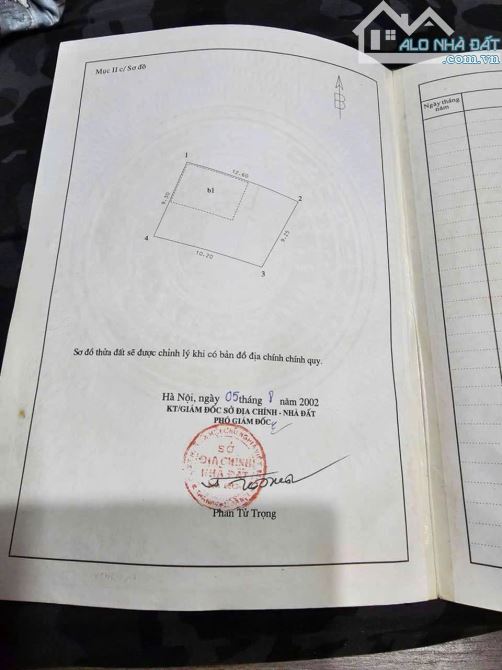 ALO NHÀ ĐẤT
.com.vn
Mục II c/ Sơ đồ
B
1
12.60
2
b1
9.30
9.25
4
10.20
3
Sơ đồ thửa đất sẽ được chỉnh lý khi có bản đồ địa chính chính quy.
Hà Nội, ngày 05 tháng 8 năm 2002
KT/GIÁM ĐỐC SỞ ĐỊA CHÍNH - NHÀ ĐẤT
PHÓ GIÁM ĐỐC
SỞ
ĐỊA CHÍNH
NHÀ ĐẤT
Phan Tử Trọng
Ngày tháng
năm